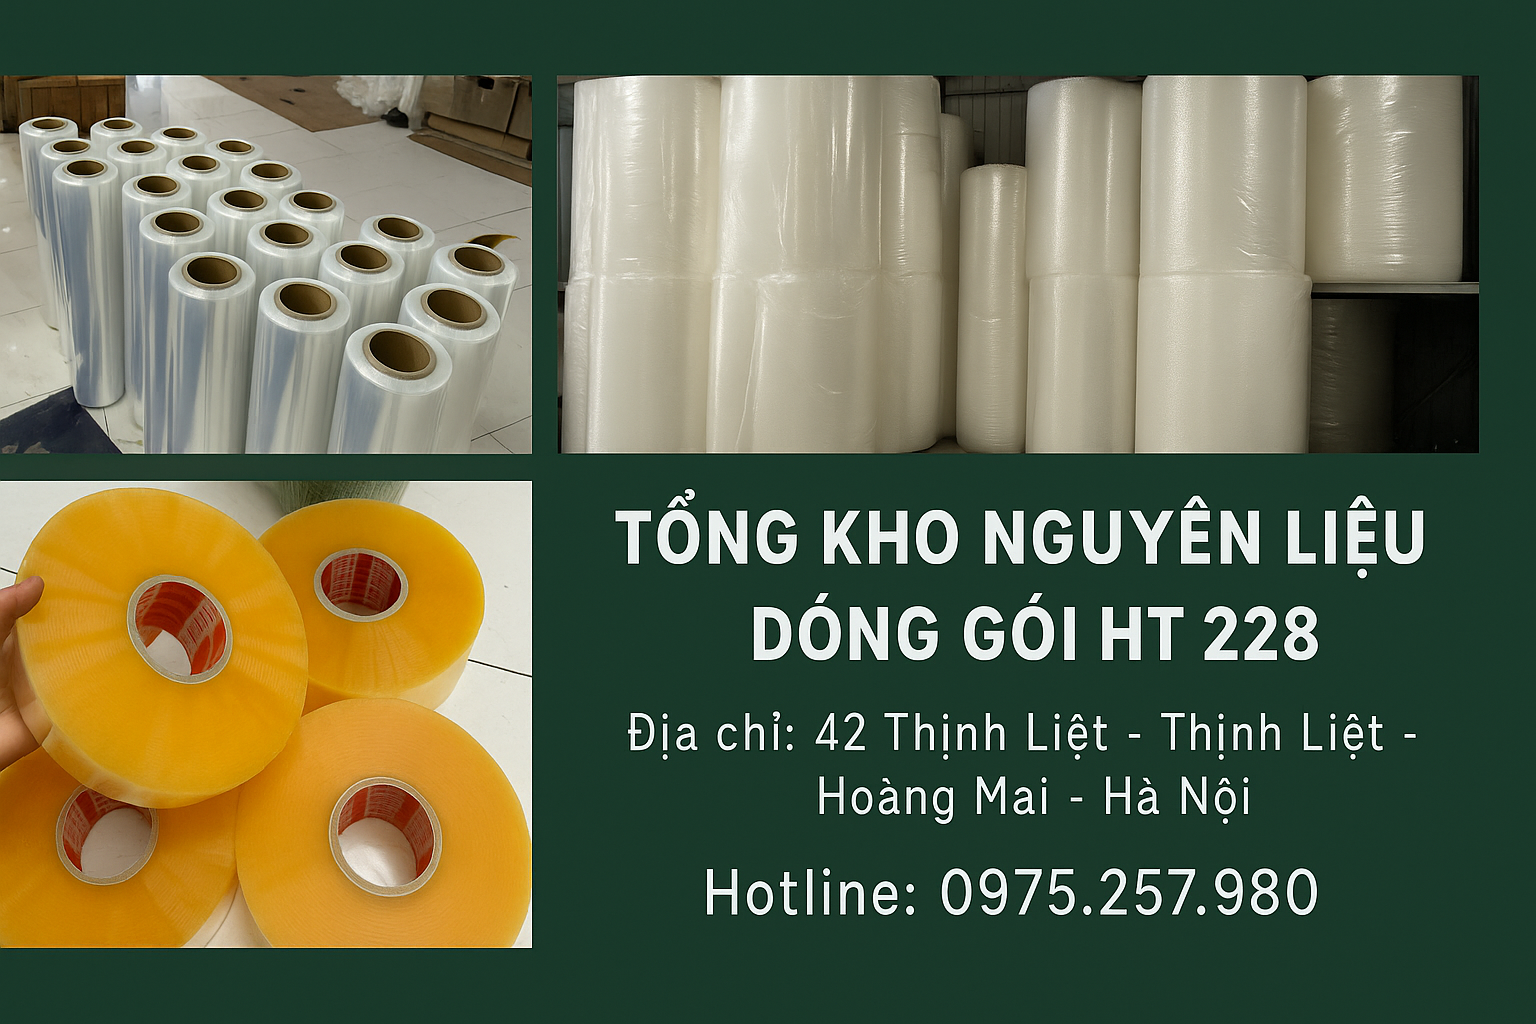 TỔNG KHO NGUYÊN LIỆU
DÓNG GÓI HT 228
Địa chỉ: 42 Thịnh Liệt - Thịnh Liệt -
Hoàng Mai - Hà Nội
Hotline: 0975.257.980